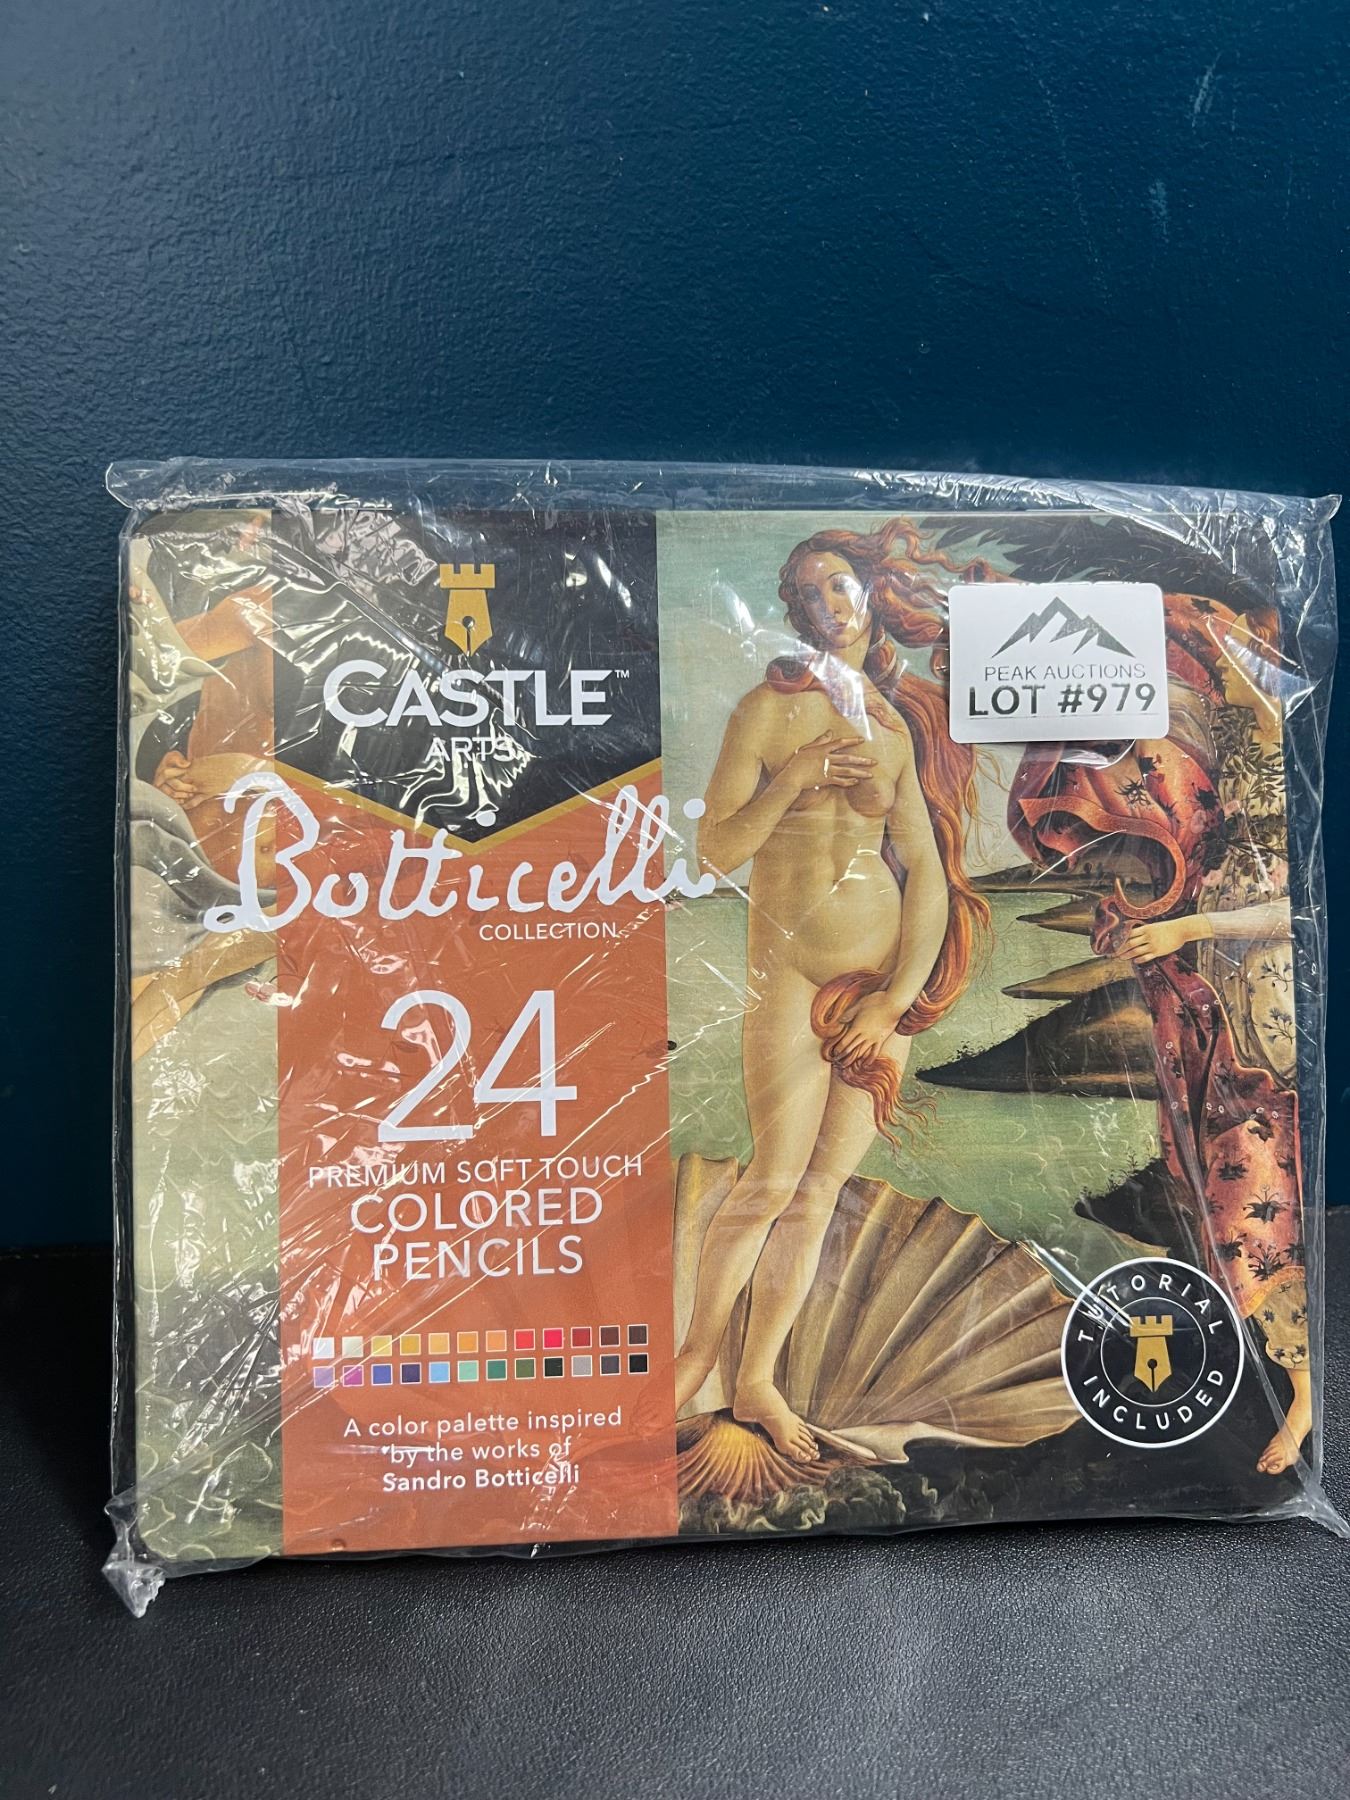 CASTLE™
ARTS
Botticelli
COLLECTION
24
PREMIUM SOFT TOUCH
COLORED
PENCILS
A color palette inspired
by the works of
Sandro Botticelli
PEAK AUCTIONS
LOT #979
TUTORIAL
INCLUDED